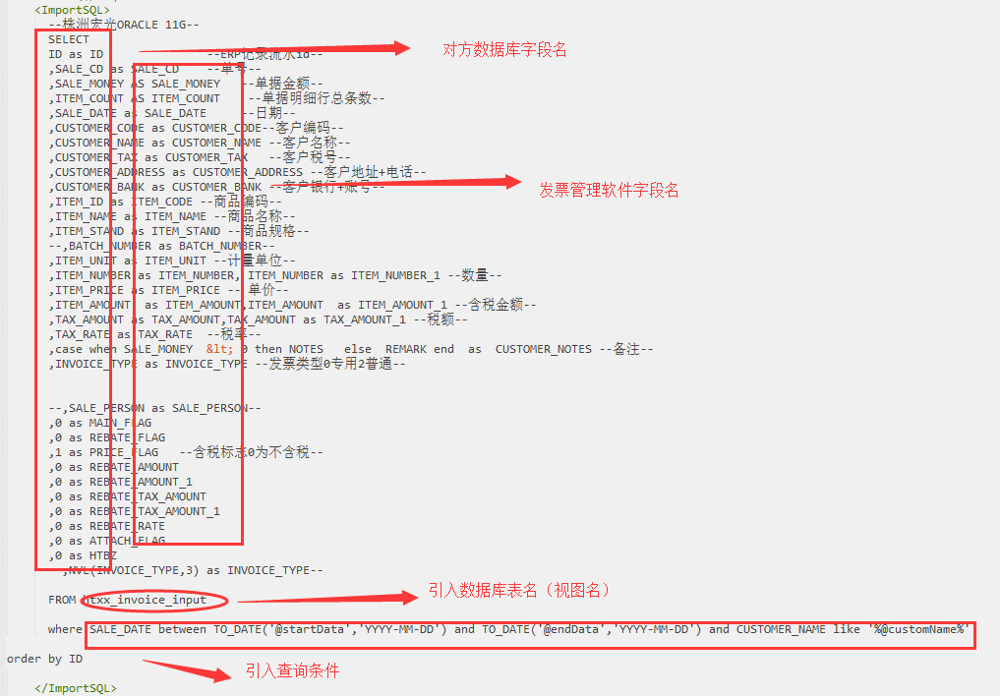 <ImportSQL>
--株洲宏光ORACLE 11G--
SELECT
ID as ID --ERP记录流水id-- 对方数据库字段名
,SALE_CD as SALE_CD --单号--
,SALE_MONEY AS SALE_MONEY --单据金额--
,ITEM_COUNT AS ITEM_COUNT --单据明细行总条数--
,SALE_DATE as SALE_DATE --日期--
,CUSTOMER_CODE as CUSTOMER_CODE--客户编码--
,CUSTOMER_NAME as CUSTOMER_NAME --客户名称--
,CUSTOMER_TAX as CUSTOMER_TAX --客户税号--
,CUSTOMER_ADDRESS as CUSTOMER_ADDRESS --客户地址+电话--
,CUSTOMER_BANK as CUSTOMER_BANK --客户银行+账号-- 发票管理软件字段名
,ITEM_ID as ITEM_CODE --商品编码--
,ITEM_NAME as ITEM_NAME --商品名称--
,ITEM_STAND as ITEM_STAND --商品规格--
--,BATCH_NUMBER as BATCH_NUMBER--
,ITEM_UNIT as ITEM_UNIT --计量单位--
,ITEM_NUMBER as ITEM_NUMBER, ITEM_NUMBER as ITEM_NUMBER_1 --数量--
,ITEM_PRICE as ITEM_PRICE -- 单价--
,ITEM_AMOUNT as ITEM_AMOUNT,ITEM_AMOUNT as ITEM_AMOUNT_1 --含税金额--
,TAX_AMOUNT as TAX_AMOUNT,TAX_AMOUNT as TAX_AMOUNT_1 --税额--
,TAX_RATE as TAX_RATE --税率--
,case when SALE_MONEY &lt; 0 then NOTES else REMARK end as CUSTOMER_NOTES --备注--
,INVOICE_TYPE as INVOICE_TYPE --发票类型0专用2普通--
--,SALE_PERSON as SALE_PERSON--
,0 as MAIN_FLAG
,0 as REBATE_FLAG
,1 as PRICE_FLAG --含税标志0为不含税--
,0 as REBATE_AMOUNT
,0 as REBATE_AMOUNT_1
,0 as REBATE_TAX_AMOUNT
,0 as REBATE_TAX_AMOUNT_1
,0 as REBATE_RATE
,0 as ATTACH_FLAG
,0 as HTBZ
--,NVL(INVOICE_TYPE,3) as INVOICE_TYPE--
FROM htxx_invoice_input 引入数据库表名（视图名）
where SALE_DATE between TO_DATE('@startData','YYYY-MM-DD') and TO_DATE('@endData','YYYY-MM-DD') and CUSTOMER_NAME like '%@customName%'
order by ID
引入查询条件
</ImportSQL>